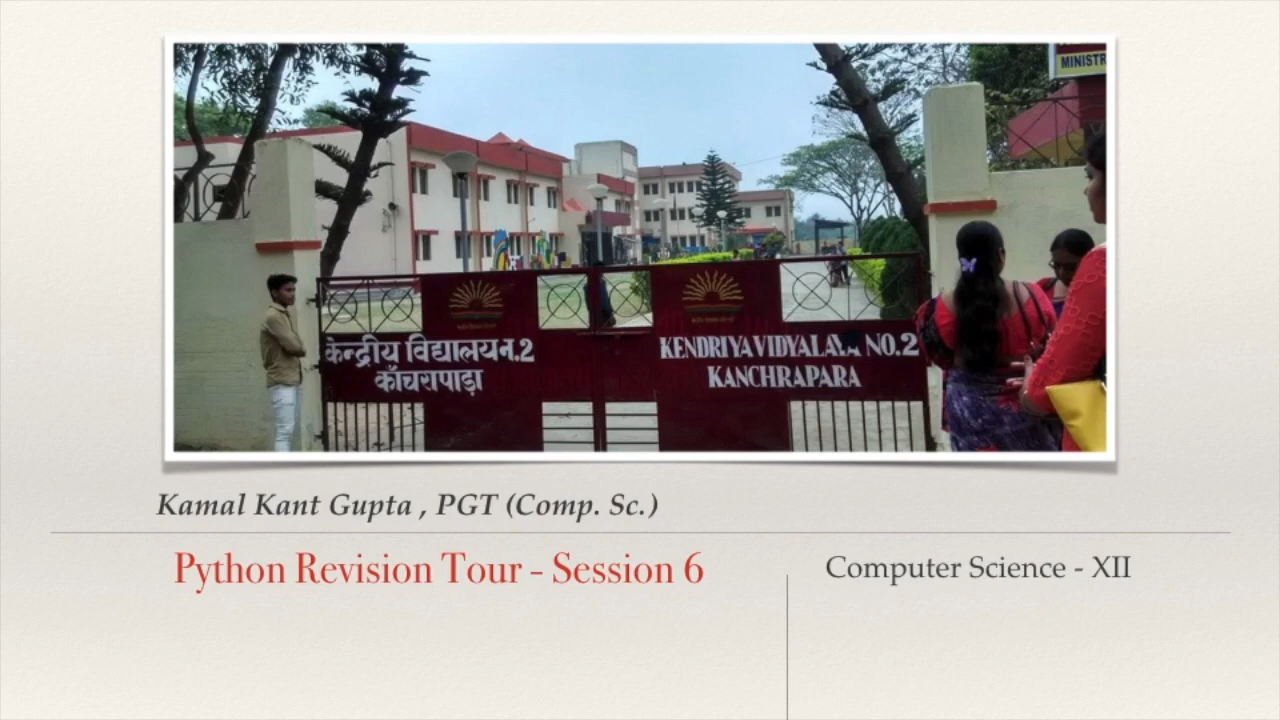 MINISTR
केन्द्रीय विद्यालय न.2
काँचरापाड़ा
KENDRIYA VIDYALAYA NO.2
KANCHRAPARA
Kamal Kant Gupta , PGT (Comp. Sc.)
Python Revision Tour - Session 6
Computer Science - XII